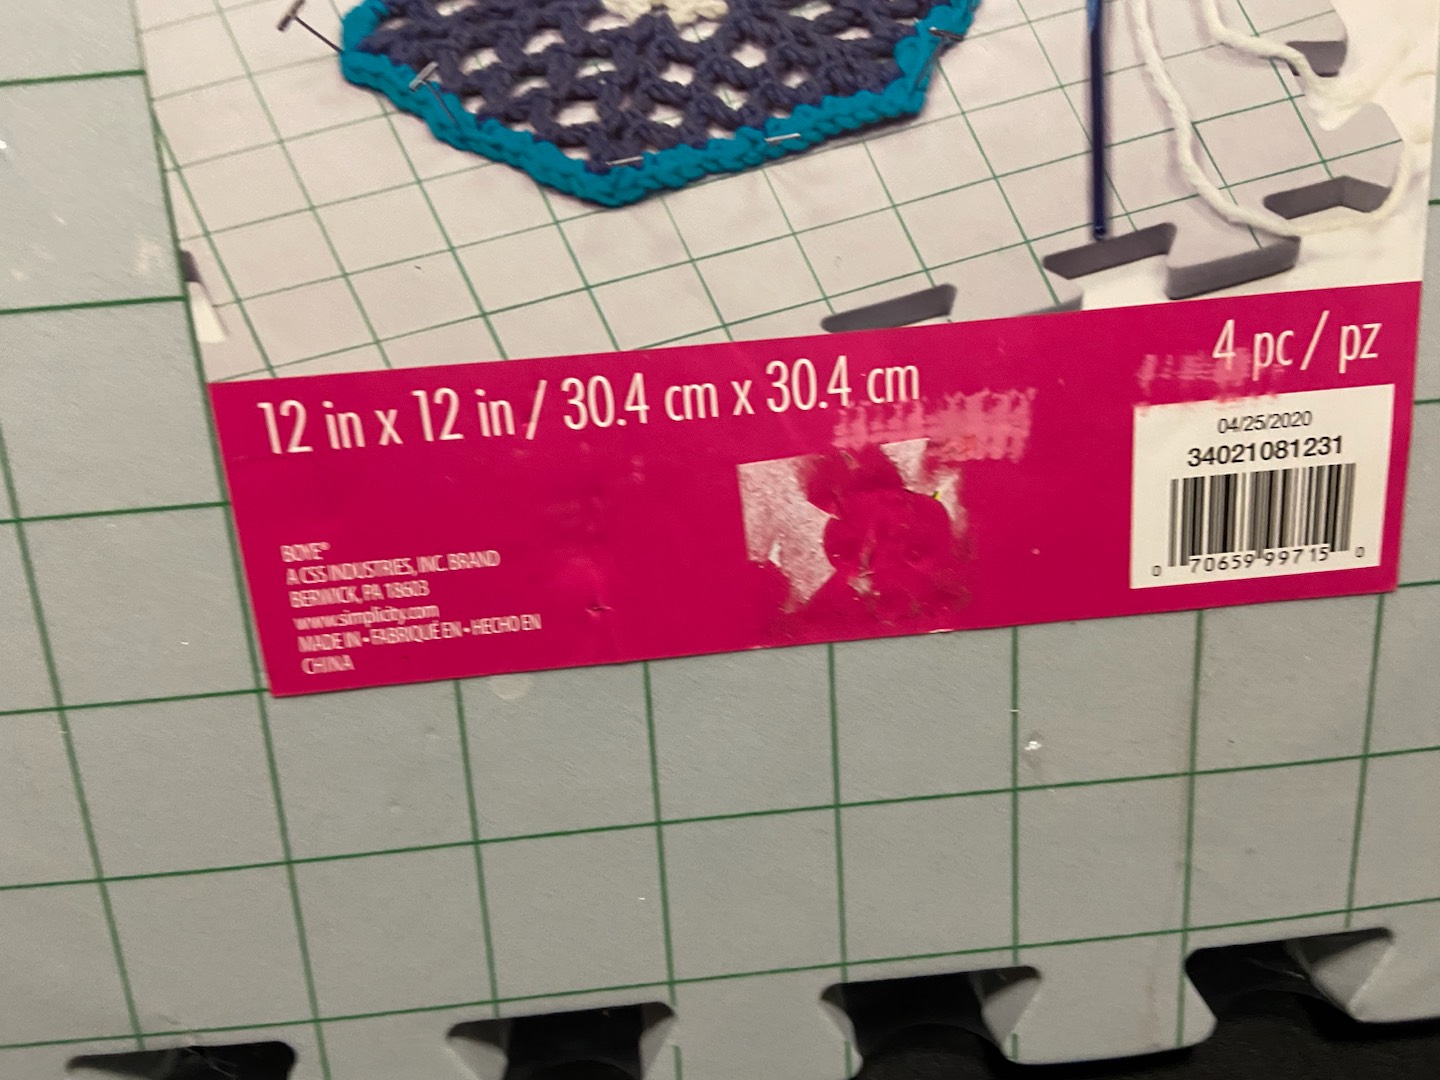 12 in x 12 in / 30.4 cm x 30.4 cm
4 pc / pz
04/25/2020
34021081231
0 70659 99715 0
BOYE®
A CSS INDUSTRIES, INC. BRAND
BERWICK, PA 18603
www.simplicity.com
MADE IN • FABRIQUÉ EN • HECHO EN
CHINA